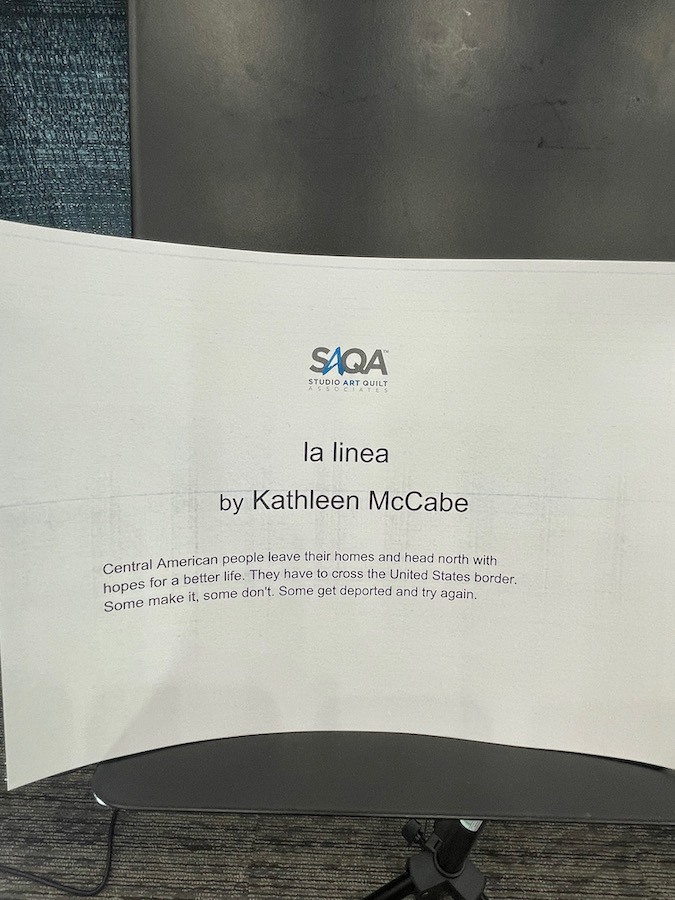 SAQA™
STUDIO ART QUILT
ASSOCIATES
la linea
by Kathleen McCabe
Central American people leave their homes and head north with
hopes for a better life. They have to cross the United States border.
Some make it, some don't. Some get deported and try again.